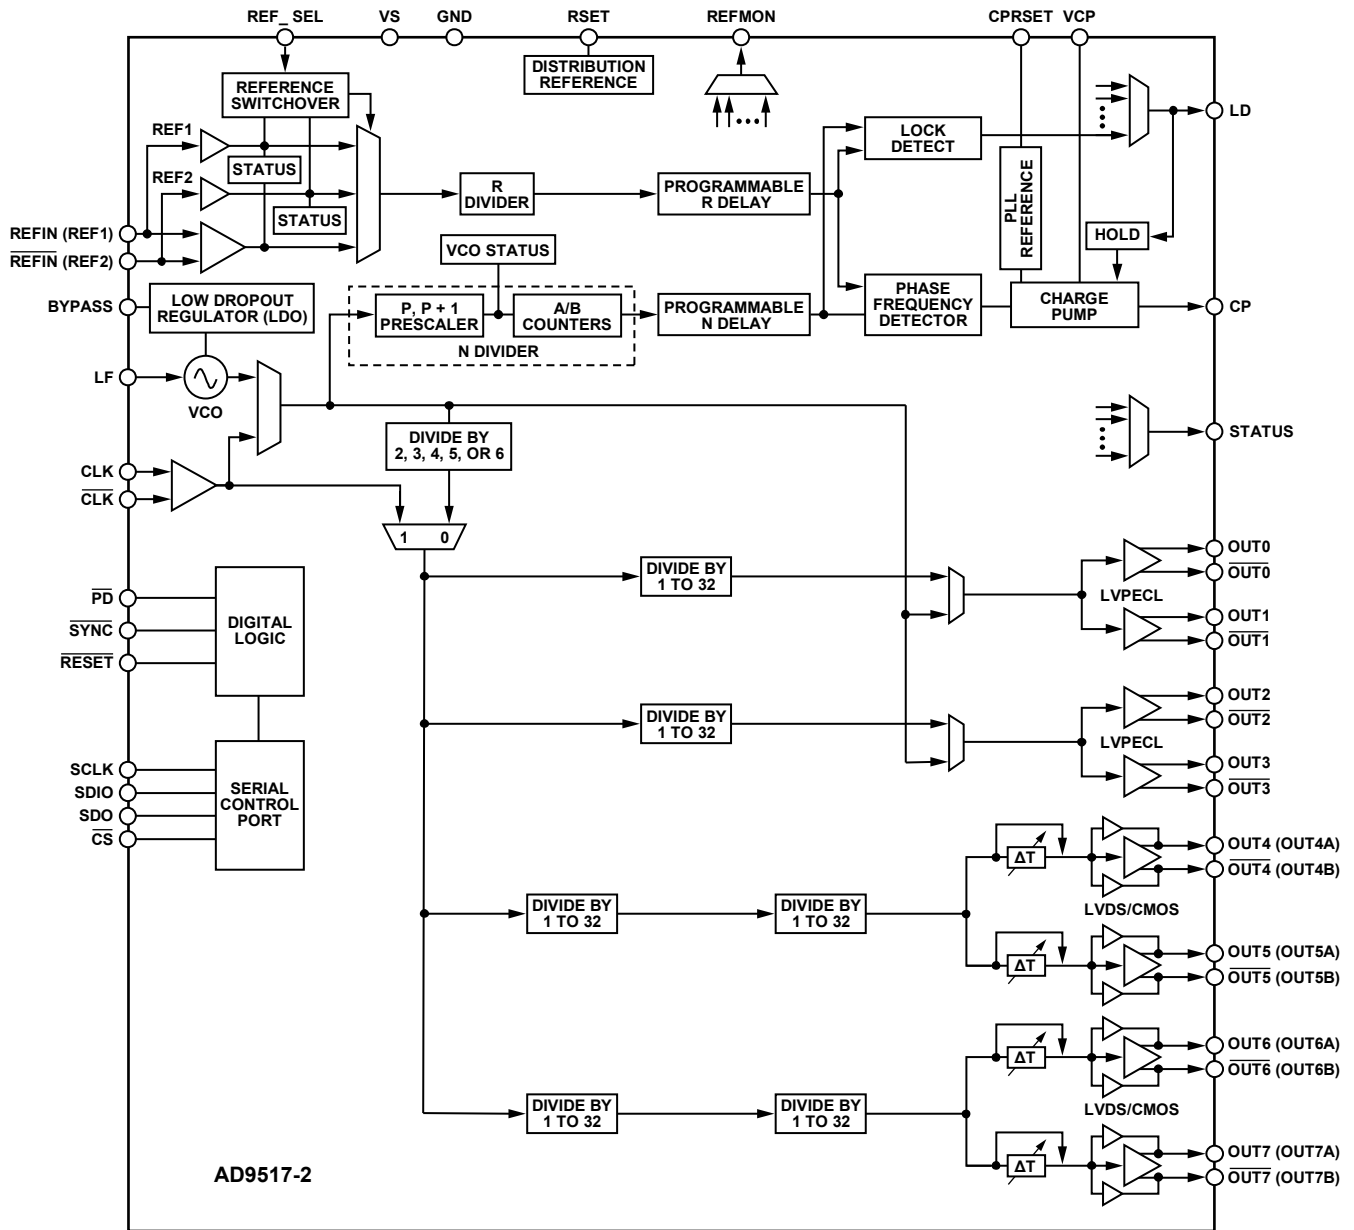 REF_ SEL VS GND RSET REFMON CPRSET VCP
DISTRIBUTION
REFERENCE
REFERENCE
SWITCHOVER
REF1
STATUS
REF2
STATUS
REFIN (REF1)
REFIN (REF2)
R
DIVIDER
PROGRAMMABLE
R DELAY
LOCK
DETECT
LD
PLL
REFERENCE
HOLD
VCO STATUS
BYPASS
LOW DROPOUT
REGULATOR (LDO)
P, P + 1
PRESCALER
A/B
COUNTERS
N DIVIDER
PROGRAMMABLE
N DELAY
PHASE
FREQUENCY
DETECTOR
CHARGE
PUMP
CP
LF
VCO
STATUS
DIVIDE BY
2, 3, 4, 5, OR 6
CLK
CLK
1 0
DIVIDE BY
1 TO 32
LVPECL
OUT0
OUT0
OUT1
OUT1
PD
SYNC
RESET
DIGITAL
LOGIC
DIVIDE BY
1 TO 32
LVPECL
OUT2
OUT2
OUT3
OUT3
SCLK
SDIO
SDO
CS
SERIAL
CONTROL
PORT
DIVIDE BY
1 TO 32
DIVIDE BY
1 TO 32
ΔT
ΔT
LVDS/CMOS
OUT4 (OUT4A)
OUT4 (OUT4B)
OUT5 (OUT5A)
OUT5 (OUT5B)
DIVIDE BY
1 TO 32
DIVIDE BY
1 TO 32
ΔT
ΔT
LVDS/CMOS
OUT6 (OUT6A)
OUT6 (OUT6B)
OUT7 (OUT7A)
OUT7 (OUT7B)
AD9517-2